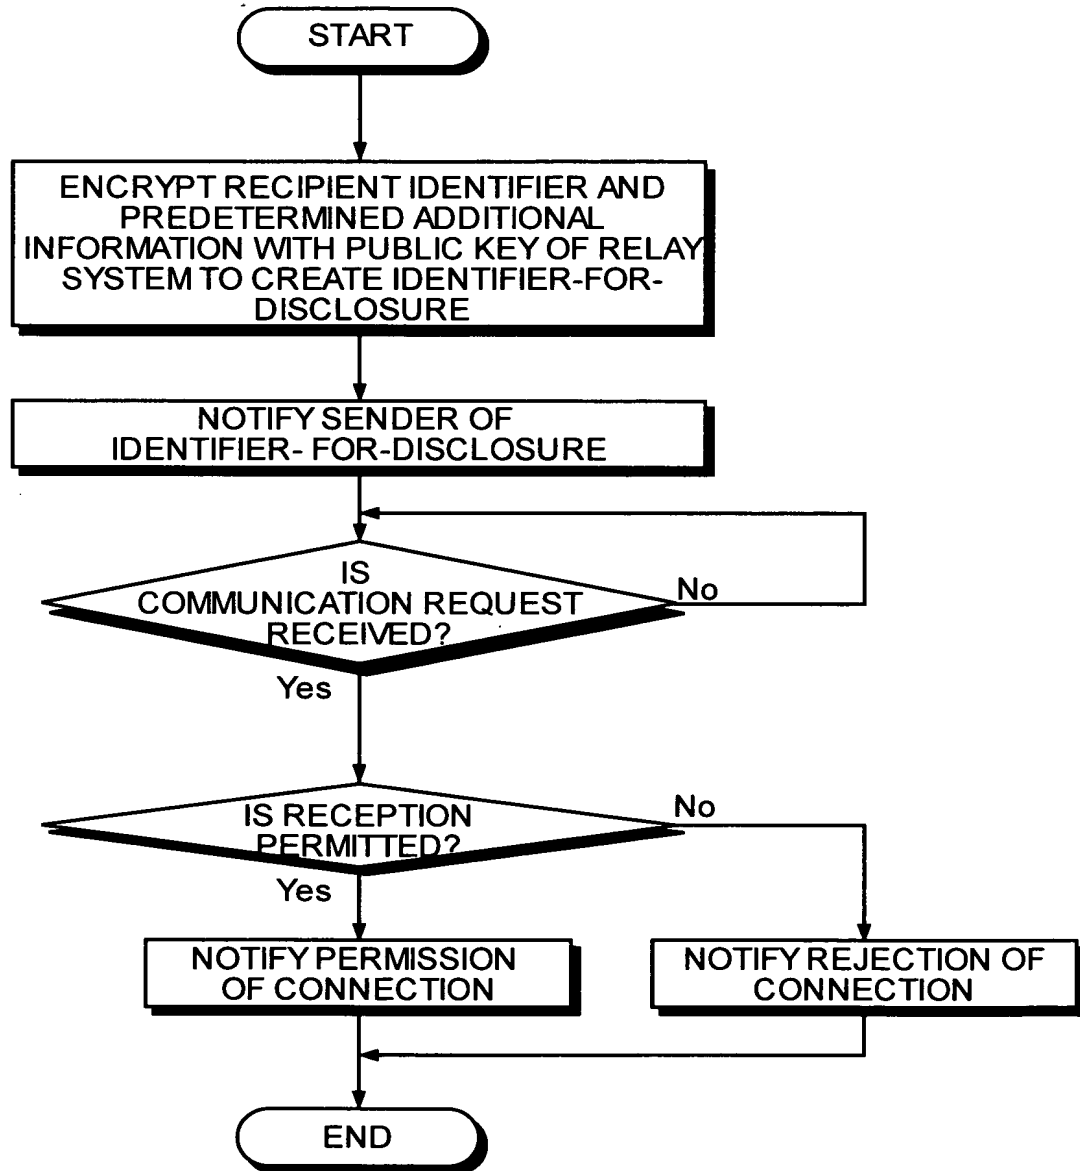 START
ENCRYPT RECIPIENT IDENTIFIER AND
PREDETERMINED ADDITIONAL
INFORMATION WITH PUBLIC KEY OF RELAY
SYSTEM TO CREATE IDENTIFIER-FOR-
DISCLOSURE
NOTIFY SENDER OF
IDENTIFIER- FOR-DISCLOSURE
IS
COMMUNICATION REQUEST
RECEIVED?
No
Yes
IS RECEPTION
PERMITTED?
No
Yes
NOTIFY PERMISSION
OF CONNECTION
NOTIFY REJECTION OF
CONNECTION
END